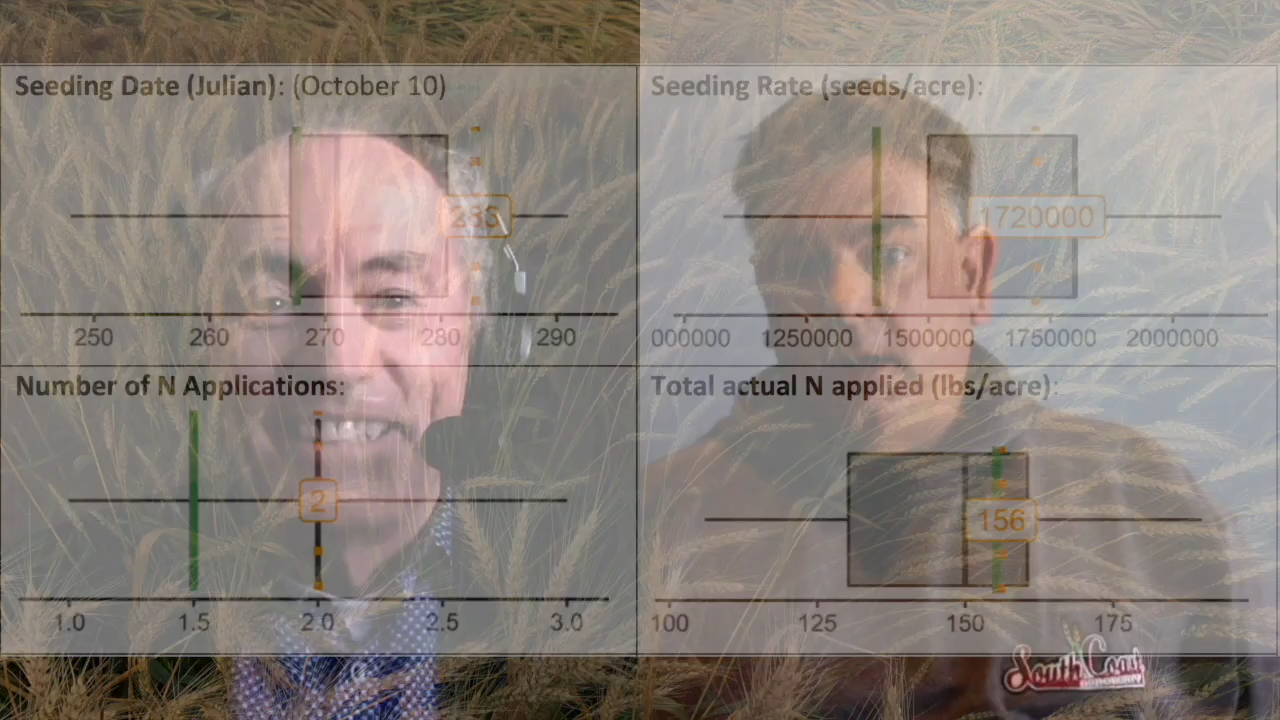 Seeding Date (Julian): (October 10)
285
250 260 270 280 290
Seeding Rate (seeds/acre):
1720000
000000 1250000 1500000 1750000 2000000
Number of N Applications:
2
1.0 1.5 2.0 2.5 3.0
Total actual N applied (lbs/acre):
156
100 125 150 175
South Coast